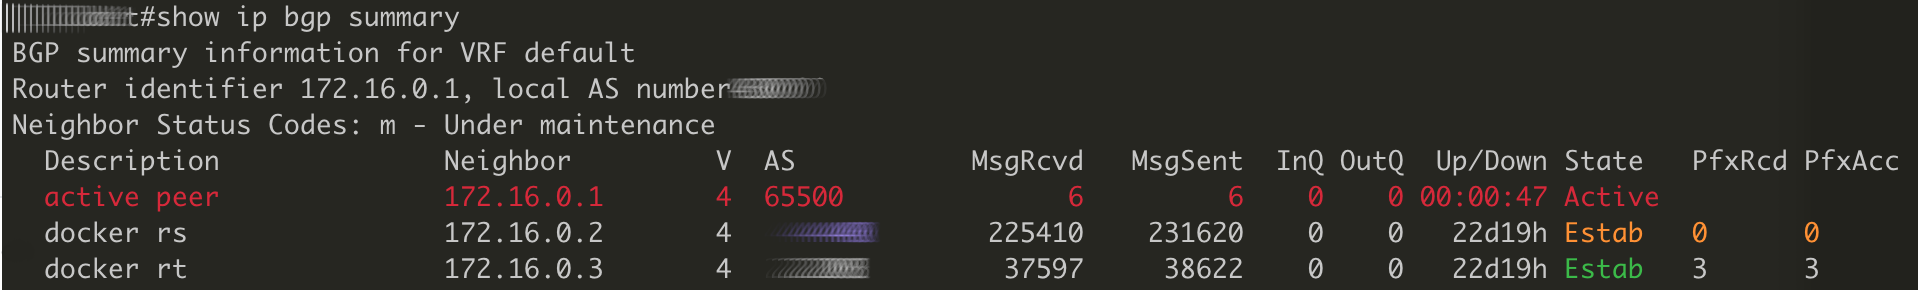 #show ip bgp summary
BGP summary information for VRF default
Router identifier 172.16.0.1, local AS number
Neighbor Status Codes: m - Under maintenance
Description Neighbor V AS MsgRcvd MsgSent InQ OutQ Up/Down State PfxRcd PfxAcc
active peer 172.16.0.1 4 65500 6 6 0 0 00:00:47 Active
docker rs 172.16.0.2 4 225410 231620 0 0 22d19h Estab 0 0
docker rt 172.16.0.3 4 37597 38622 0 0 22d19h Estab 3 3